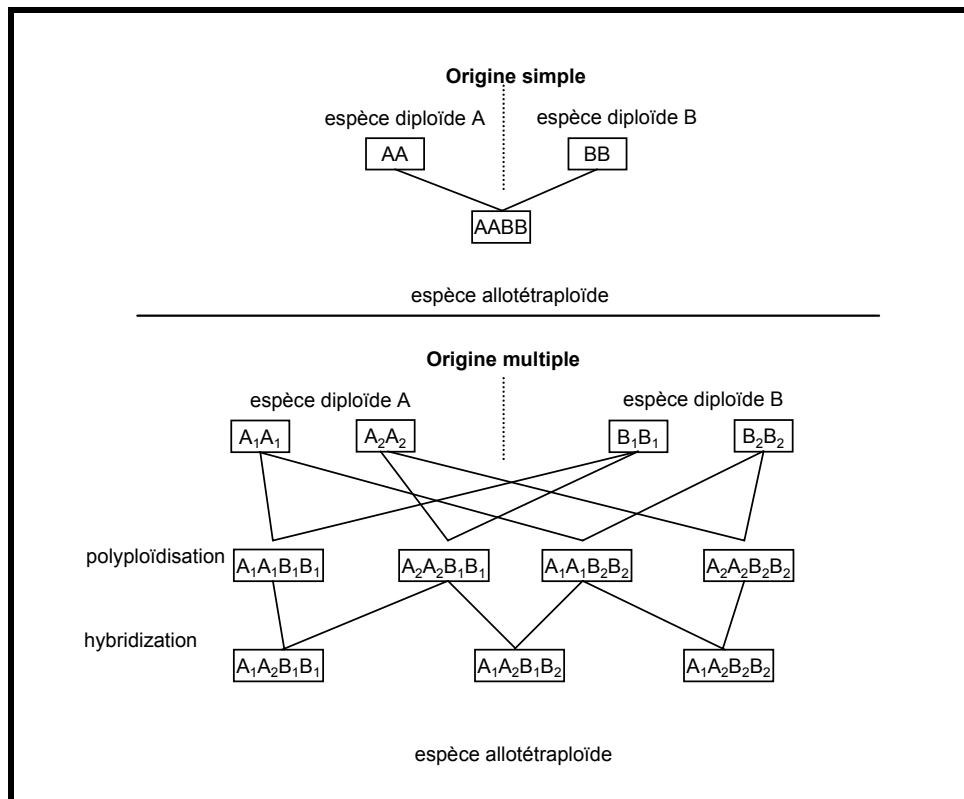 Origine simple
espèce diploïde A espèce diploïde B
AA BB
AABB
espèce allotétraploïde
Origine multiple
espèce diploïde A espèce diploïde B
A₁A₁ A₂A₂ B₁B₁ B₂B₂
polyploïdisation A₁A₁B₁B₁ A₂A₂B₁B₁ A₁A₁B₂B₂ A₂A₂B₂B₂
hybridization
A₁A₂B₁B₁ A₁A₂B₁B₂ A₁A₂B₂B₂
espèce allotétraploïde